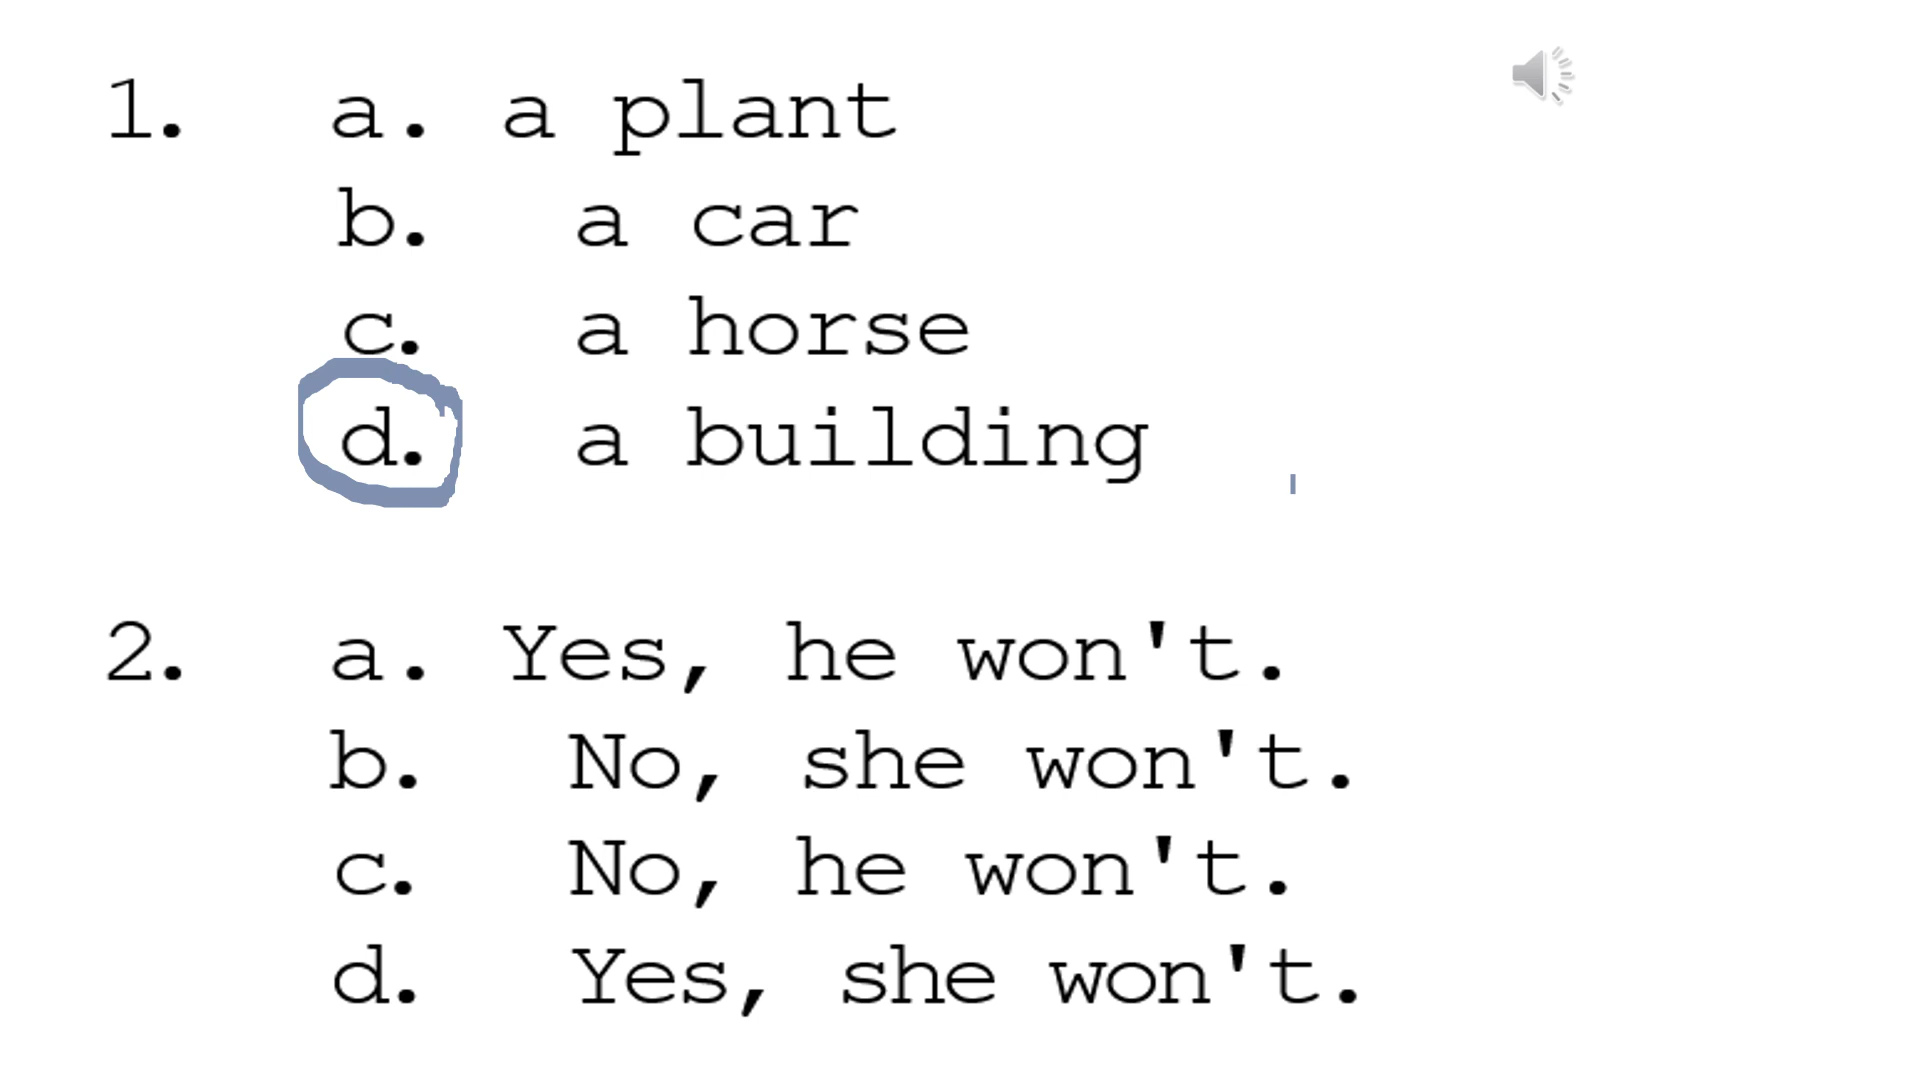 1. a. a plant
b. a car
c. a horse
d. a building
2. a. Yes, he won't.
b. No, she won't.
c. No, he won't.
d. Yes, she won't.